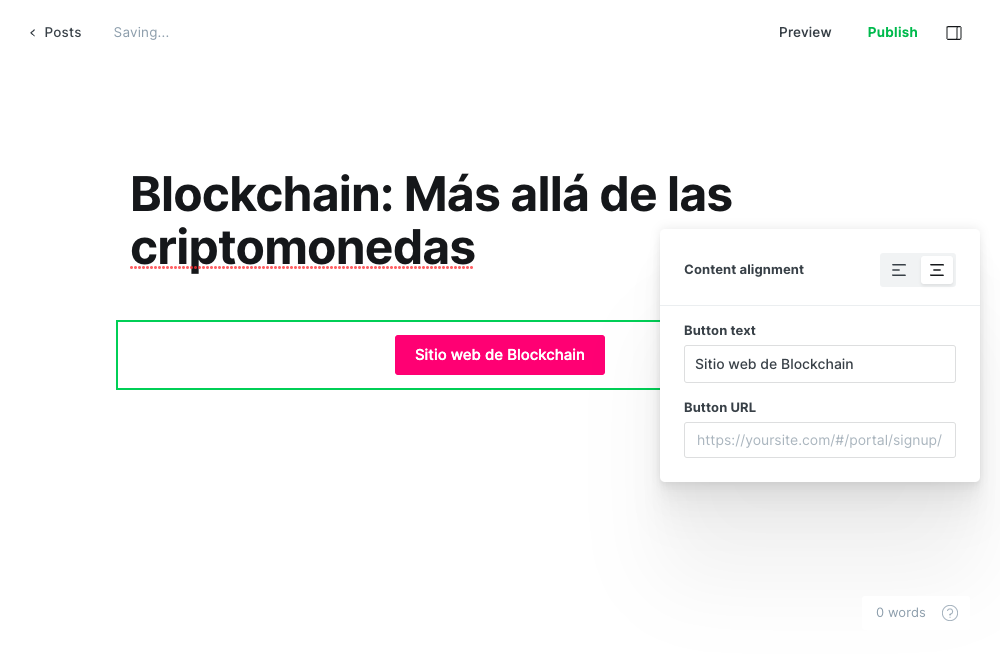 Posts
Saving...
Preview
Publish
Blockchain: Más allá de las
criptomonedas
Content alignment
Sitio web de Blockchain
Button text
Sitio web de Blockchain
Button URL
https://yoursite.com/#/portal/signup/
0 words
?